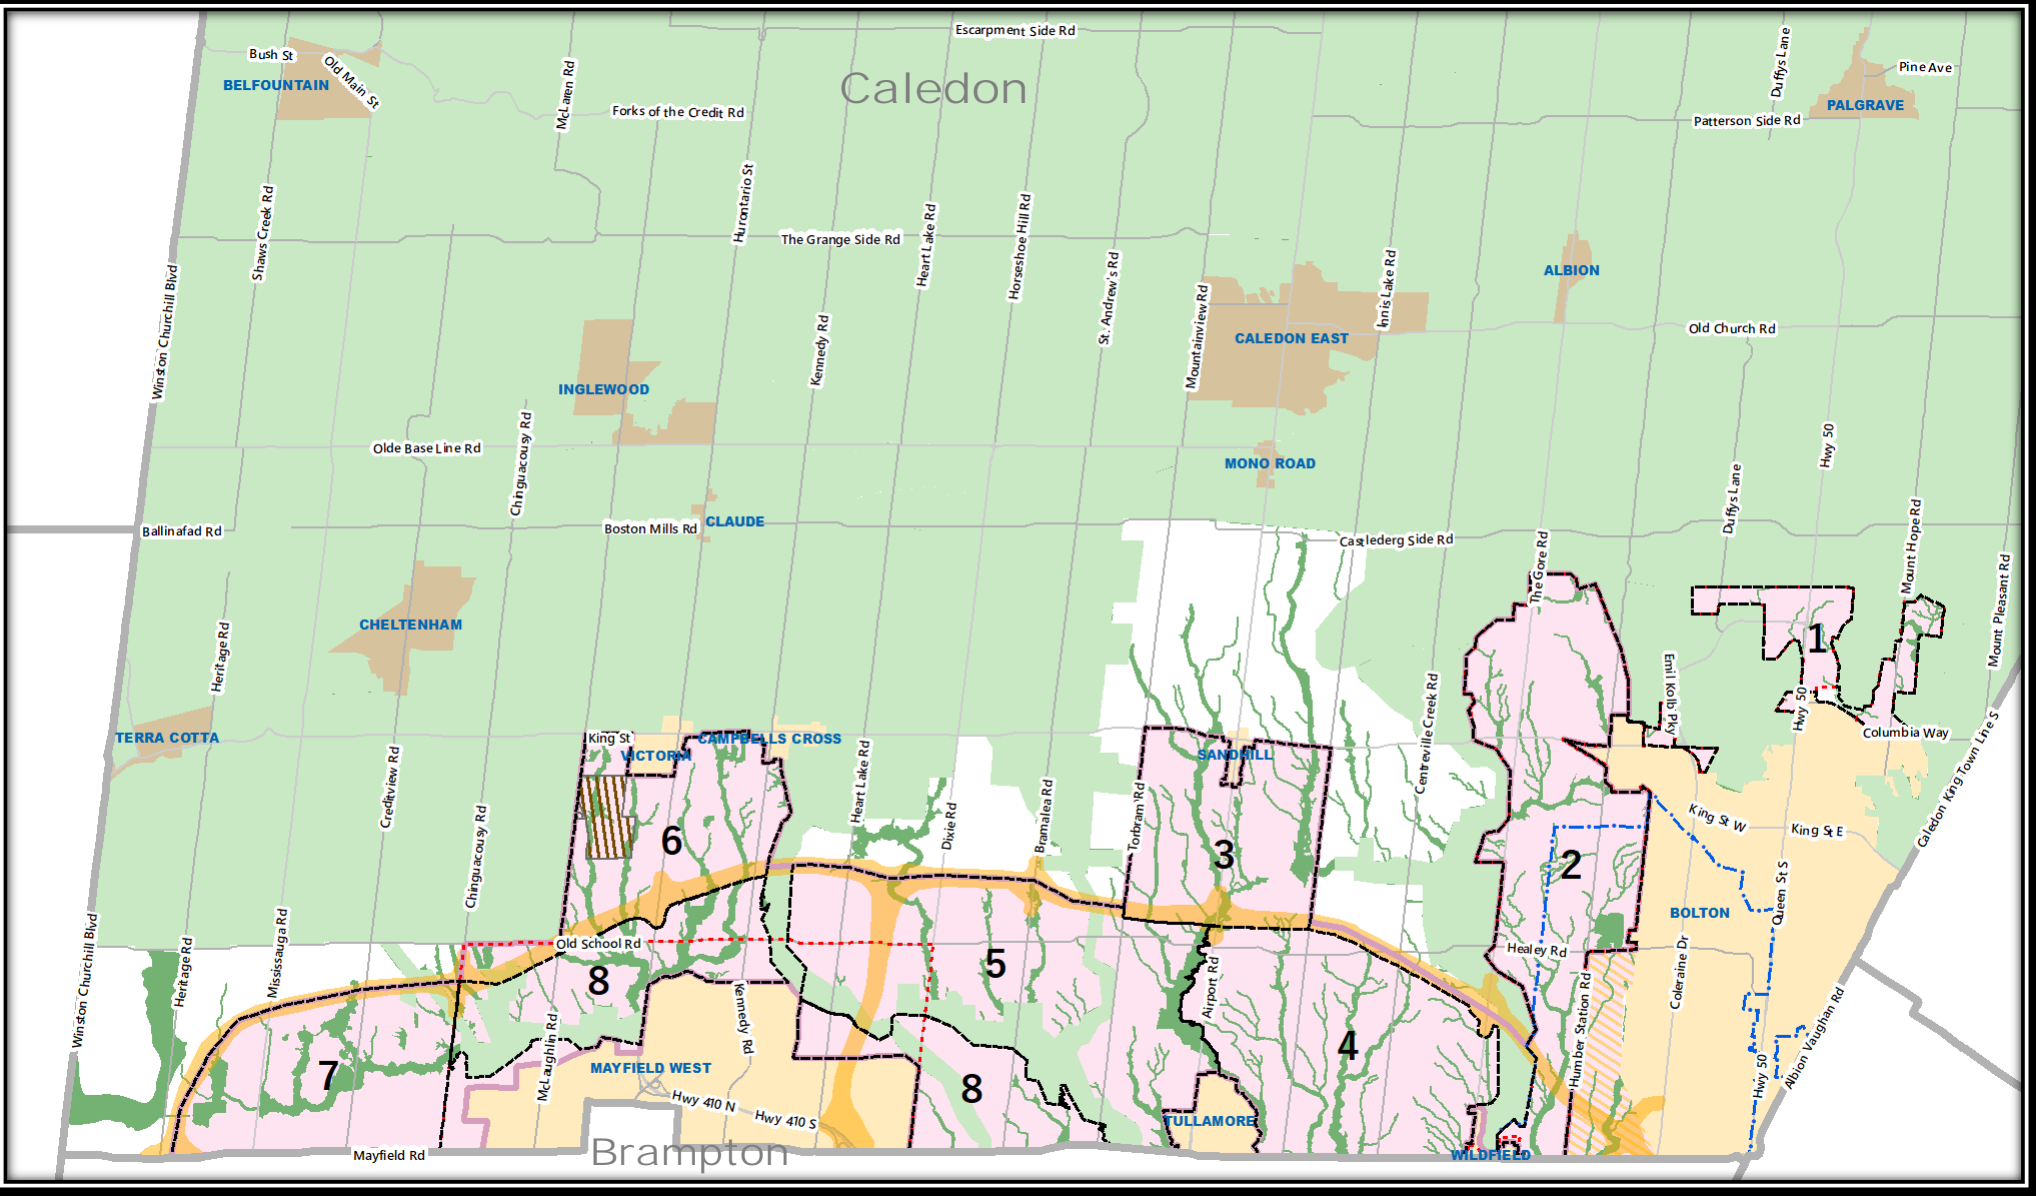 Escarpment Side Rd
Bush St
Old Main St
BELFOUNTAIN
McLaren Rd
Caledon
Forks of the Credit Rd
Duffys Lane
Pine Ave
PALGRAVE
Patterson Side Rd
Shaws Creek Rd
Hurontario St
The Grange Side Rd
Heart Lake Rd
Horseshoe Hill Rd
St. Andrew's Rd
Mountainview Rd
Innis Lake Rd
ALBION
Winston Churchill Blvd
Kennedy Rd
CALEDON EAST
Old Church Rd
INGLEWOOD
Olde Base Line Rd
Chinguacousy Rd
MONO ROAD
Hwy 50
Duffys Lane
Ballinafad Rd
Boston Mills Rd
CLAUDE
Castlederg Side Rd
The Gore Rd
Mount Hope Rd
Mount Pleasant Rd
CHELTENHAM
Heritage Rd
1
Emil Kolb Pky
Centreville Creek Rd
Hwy 50
Columbia Way
TERRA COTTA
King St
VICTORIA
CAMPBELLS CROSS
SANDHILL
Creditview Rd
Heart Lake Rd
Dixie Rd
Bramalea Rd
Torbram Rd
Caledon King Town Line S
King St W
King St E
Chinguacousy Rd
6
3
2
Queen St S
BOLTON
Winston Churchill Blvd
Heritage Rd
Mississauga Rd
Old School Rd
8
5
Airport Rd
Healey Rd
Coleraine Dr
Humber Station Rd
Kennedy Rd
McLaughlin Rd
4
7
MAYFIELD WEST
8
Hwy 410 N
Hwy 410 S
TULLAMORE
Hwy 50
Albion Vaughan Rd
Mayfield Rd
Brampton
WILDFIELD